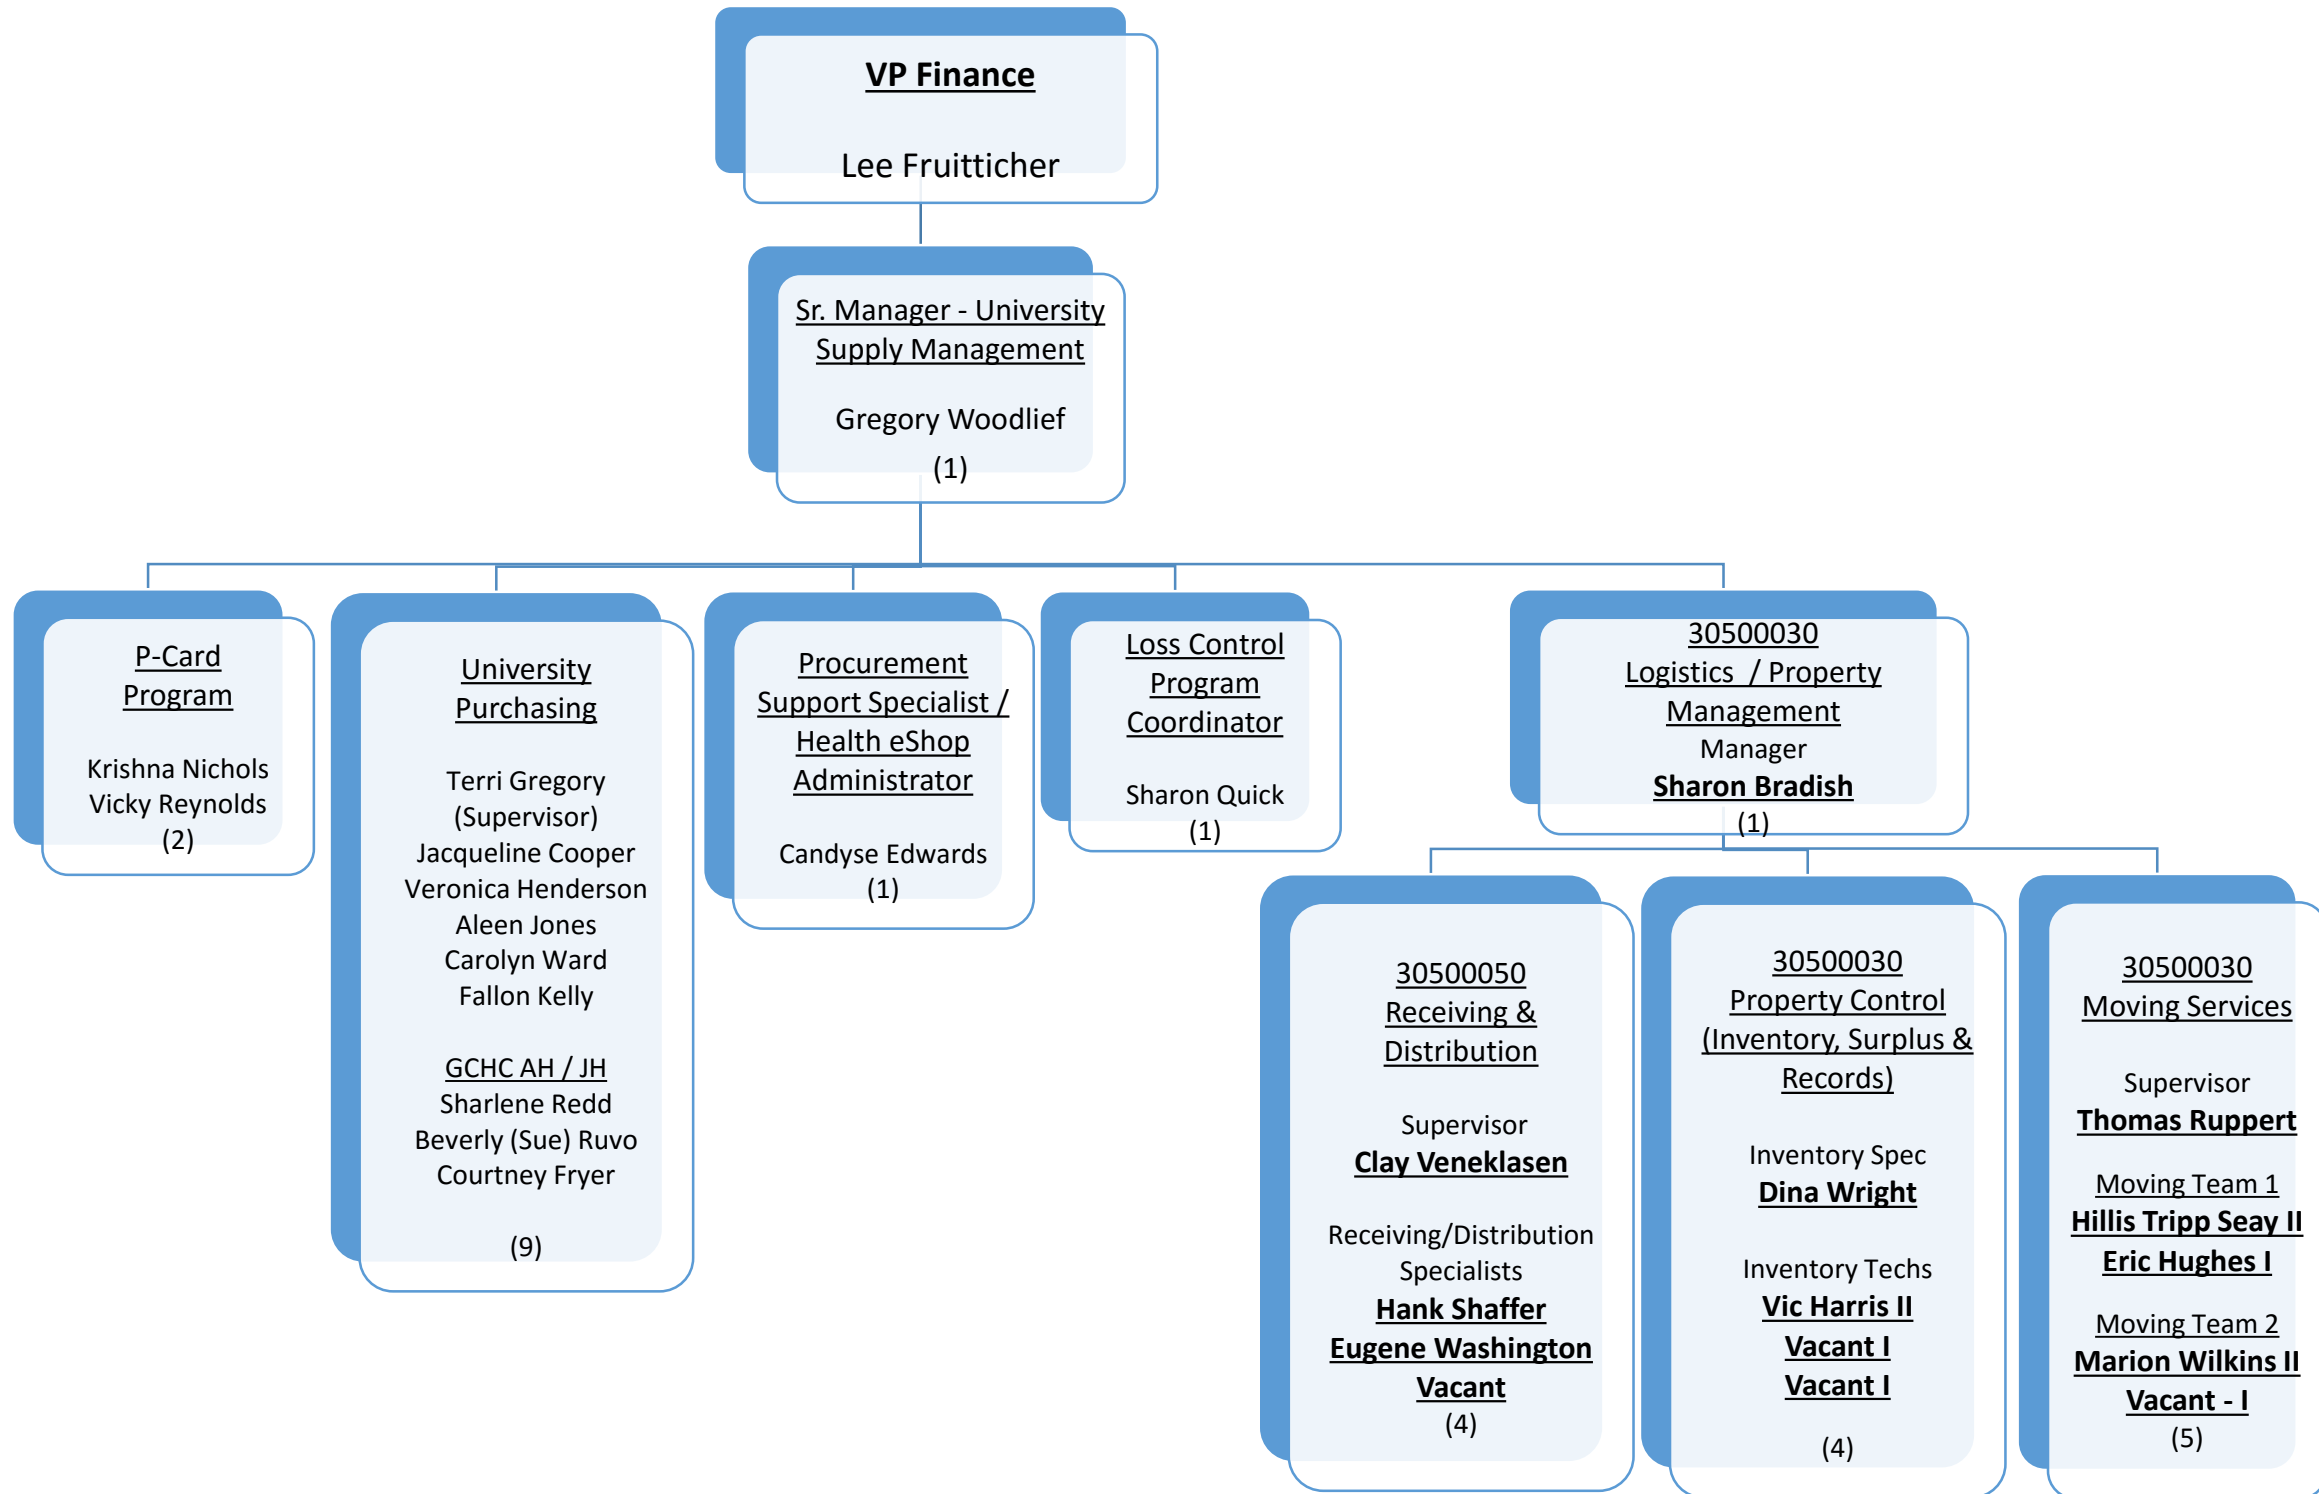 VP Finance
Lee Fruitticher
Sr. Manager - University
Supply Management
Gregory Woodlief
(1)
P-Card
Program
Krishna Nichols
Vicky Reynolds
(2)
University
Purchasing
Terri Gregory
(Supervisor)
Jacqueline Cooper
Veronica Henderson
Aleen Jones
Carolyn Ward
Fallon Kelly
GCHC AH / JH
Sharlene Redd
Beverly (Sue) Ruvo
Courtney Fryer
(9)
Procurement
Support Specialist /
Health eShop
Administrator
Candyse Edwards
(1)
Loss Control
Program
Coordinator
Sharon Quick
(1)
30500030
Logistics  / Property
Management
Manager
Sharon Bradish
(1)
30500050
Receiving &
Distribution
Supervisor
Clay Veneklasen
Receiving/Distribution
Specialists
Hank Shaffer
Eugene Washington
Vacant
(4)
30500030
Property Control
(Inventory, Surplus &
Records)
Inventory Spec
Dina Wright
Inventory Techs
Vic Harris II
Vacant I
Vacant I
(4)
30500030
Moving Services
Supervisor
Thomas Ruppert
Moving Team 1
Hillis Tripp Seay II
Eric Hughes I
Moving Team 2
Marion Wilkins II
Vacant - I
(5)